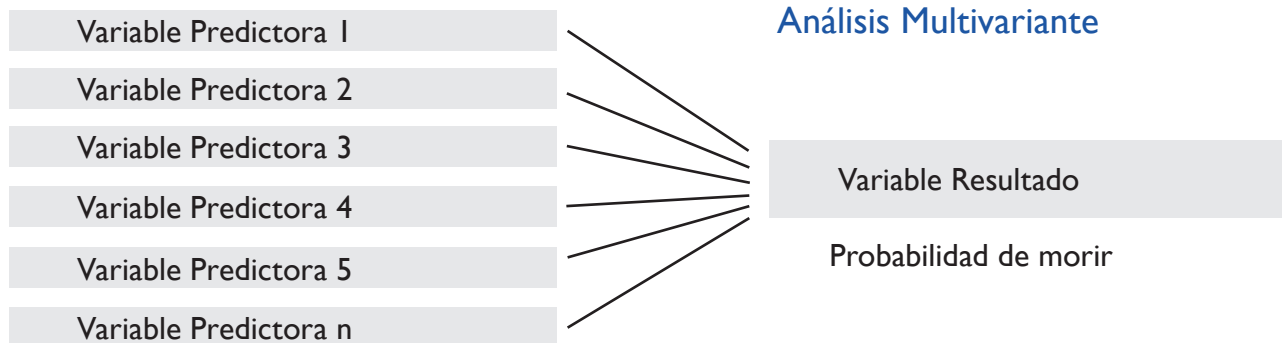 Análisis Multivariante
Variable Predictora 1
Variable Predictora 2
Variable Predictora 3
Variable Predictora 4
Variable Predictora 5
Variable Predictora n
Variable Resultado
Probabilidad de morir